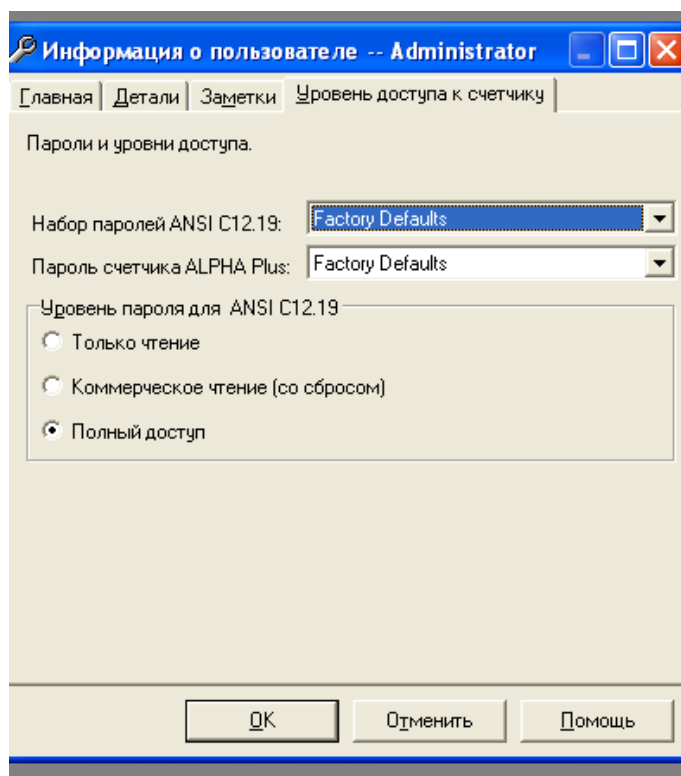 Информация о пользователе -- Administrator
Главная Детали Заметки Уровень доступа к счетчику
Пароли и уровни доступа.
Набор паролей ANSI C12.19: Factory Defaults
Пароль счетчика ALPHA Plus: Factory Defaults
Уровень пароля для ANSI C12.19
Только чтение
Коммерческое чтение (со сбросом)
Полный доступ
OK Отменить Помощь